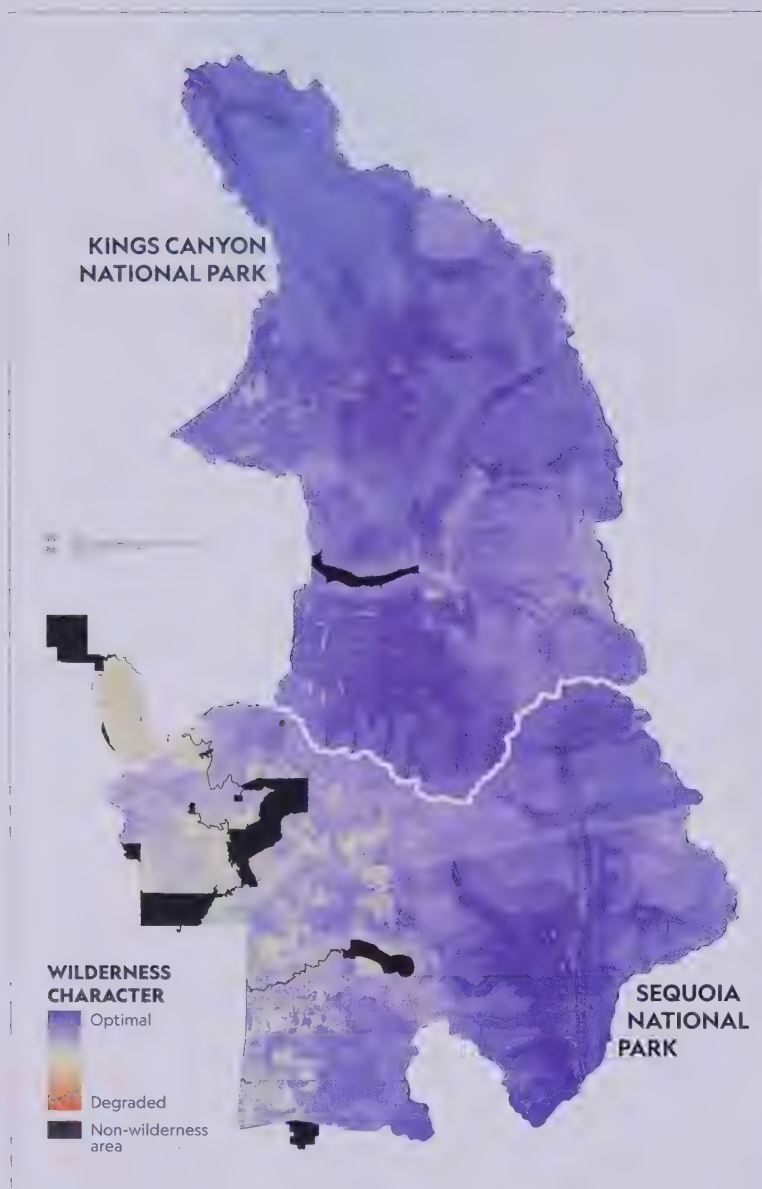 KINGS CANYON
NATIONAL PARK
WILDERNESS
CHARACTER
Optimal
Degraded
Non-wilderness
area
SEQUOIA
NATIONAL
PARK